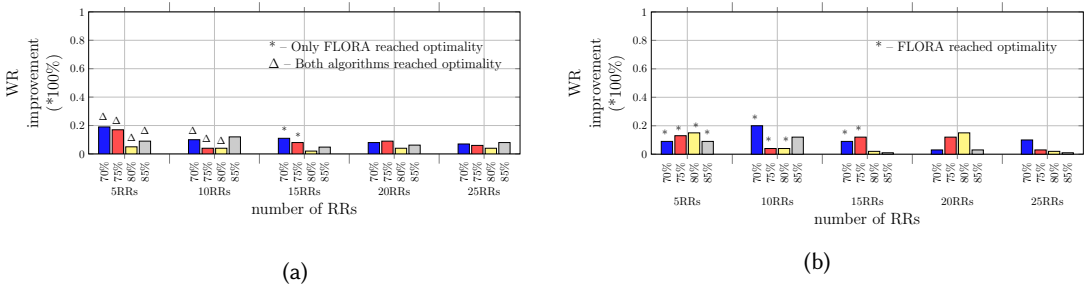 1
0.8
0.6
0.4
0.2
0
WR
improvement
(*100%)
* – Only FLORA reached optimality
Δ – Both algorithms reached optimality
Δ Δ Δ Δ Δ Δ Δ * *
70% 75% 80% 85% 70% 75% 80% 85% 70% 75% 80% 85% 70% 75% 80% 85% 70% 75% 80% 85%
5RRs 10RRs 15RRs 20RRs 25RRs
number of RRs
(a)
1
0.8
0.6
0.4
0.2
0
WR
improvement
(*100%)
* – FLORA reached optimality
* * * * * * * * *
70% 75% 80% 85% 70% 75% 80% 85% 70% 75% 80% 85% 70% 75% 80% 85% 70% 75% 80% 85%
5RRs 10RRs 15RRs 20RRs 25RRs
number of RRs
(b)